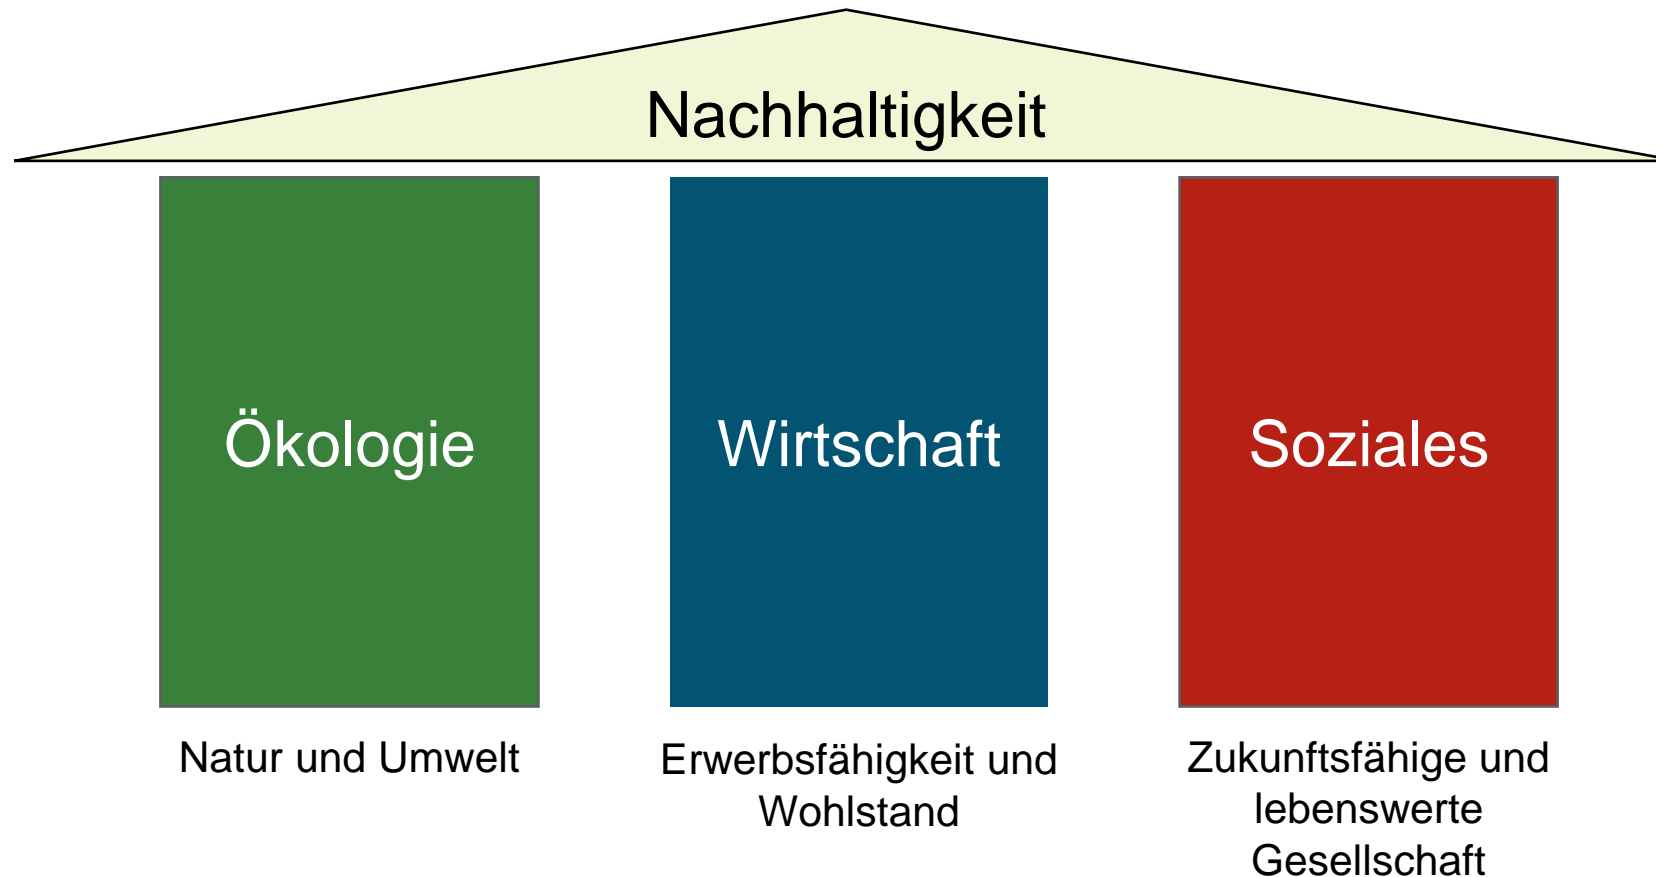 Nachhaltigkeit
Ökologie
Wirtschaft
Soziales
Natur und Umwelt
Erwerbsfähigkeit und
Wohlstand
Zukunftsfähige und
lebenswerte
Gesellschaft